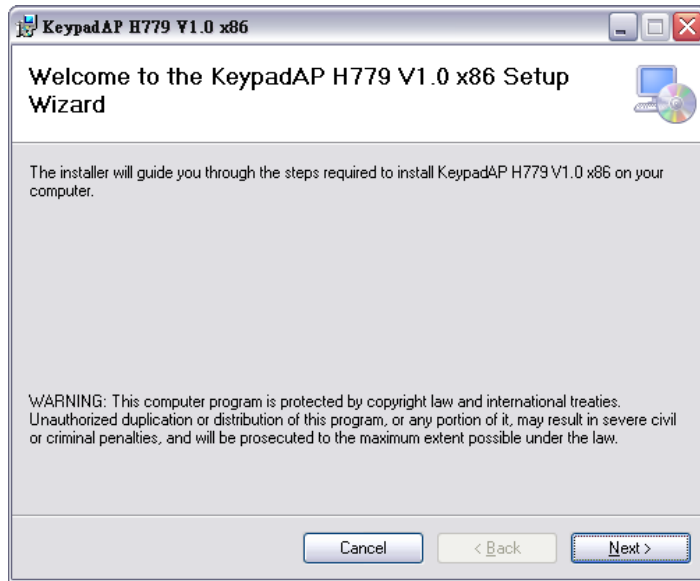 KeypadAP H779 V1.0 x86
Welcome to the KeypadAP H779 V1.0 x86 Setup
Wizard
The installer will guide you through the steps required to install KeypadAP H779 V1.0 x86 on your
computer.
WARNING: This computer program is protected by copyright law and international treaties.
Unauthorized duplication or distribution of this program, or any portion of it, may result in severe civil
or criminal penalties, and will be prosecuted to the maximum extent possible under the law.
Cancel < Back Next >